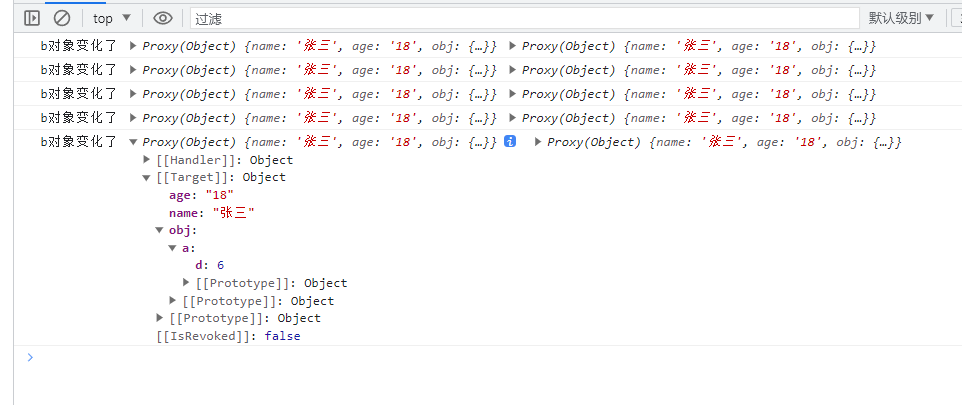 top 过滤 默认级别
b对象变化了 Proxy(Object) {name: '张三', age: '18', obj: {…}} Proxy(Object) {name: '张三', age: '18', obj: {…}}
b对象变化了 Proxy(Object) {name: '张三', age: '18', obj: {…}} Proxy(Object) {name: '张三', age: '18', obj: {…}}
b对象变化了 Proxy(Object) {name: '张三', age: '18', obj: {…}} Proxy(Object) {name: '张三', age: '18', obj: {…}}
b对象变化了 Proxy(Object) {name: '张三', age: '18', obj: {…}} Proxy(Object) {name: '张三', age: '18', obj: {…}}
b对象变化了 Proxy(Object) {name: '张三', age: '18', obj: {…}} i Proxy(Object) {name: '张三', age: '18', obj: {…}}
[[Handler]]: Object
[[Target]]: Object
age: "18"
name: "张三"
obj:
a:
d: 6
[[Prototype]]: Object
[[Prototype]]: Object
[[Prototype]]: Object
[[IsRevoked]]: false